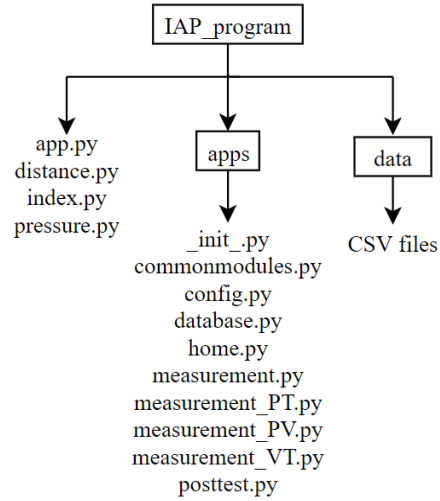 IAP_program
app.py
distance.py
index.py
pressure.py
apps
_init_.py
commonmodules.py
config.py
database.py
home.py
measurement.py
measurement_PT.py
measurement_PV.py
measurement_VT.py
posttest.py
data
CSV files